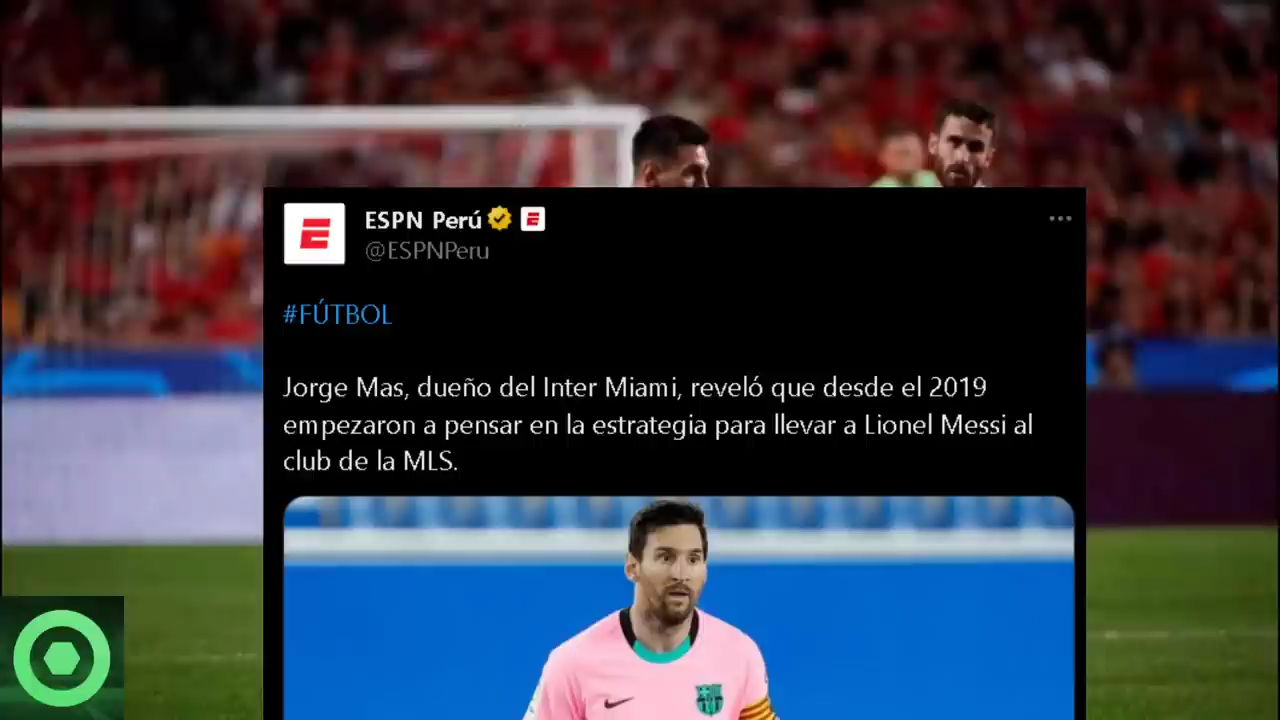 ESPN Perú
@ESPNPeru
#FÚTBOL
Jorge Mas, dueño del Inter Miami, reveló que desde el 2019
empezaron a pensar en la estrategia para llevar a Lionel Messi al
club de la MLS.